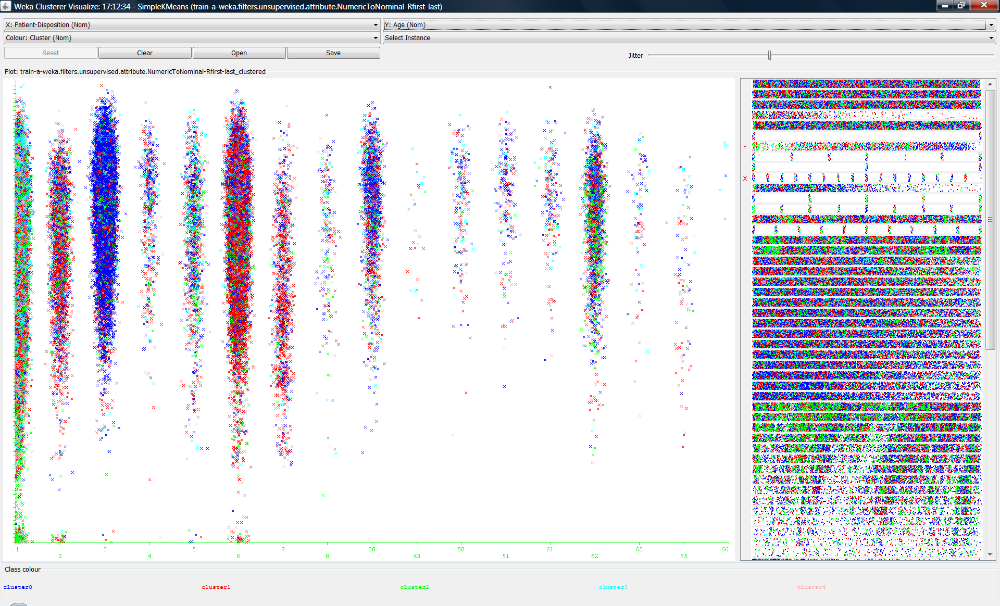 Weka Clusterer Visualize: 17:12:34 - SimpleKMeans (train-a-weka.filters.unsupervised.attribute.NumericToNominal-Rfirst-last)
X: Patient-Disposition (Nom)
Y: Age (Nom)
Colour: Cluster (Nom)
Select Instance
Reset
Clear
Open
Save
Jitter
Plot: train-a-weka.filters.unsupervised.attribute.NumericToNominal-Rfirst-last_clustered
Y
X
1
2
3
4
5
6
7
8
20
43
50
51
61
62
63
65
66
Class colour
cluster0
cluster1
cluster2
cluster3
cluster4